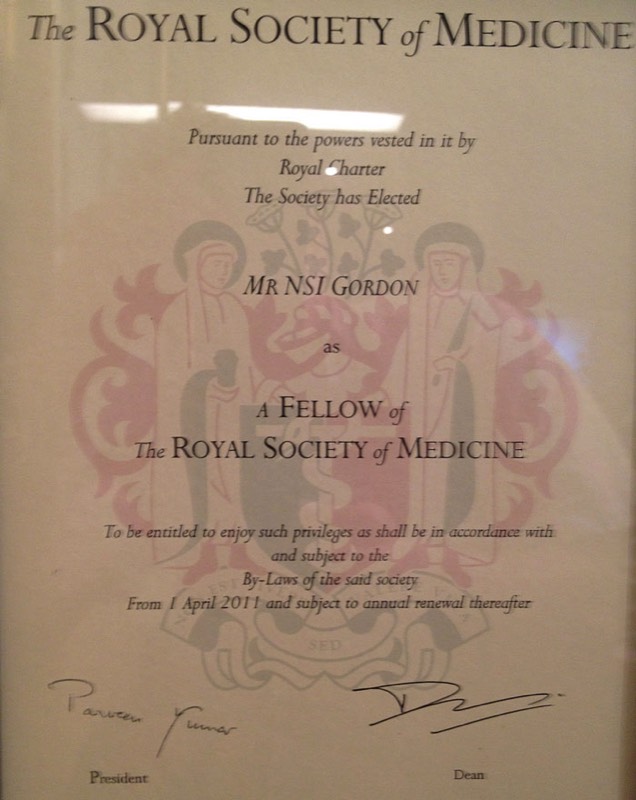 The ROYAL SOCIETY of MEDICINE
Pursuant to the powers vested in it by
Royal Charter
The Society has Elected
MR NSI GORDON
as
A FELLOW of
The ROYAL SOCIETY of MEDICINE
To be entitled to enjoy such privileges as shall be in accordance with
and subject to the
By-Laws of the said society
From 1 April 2011 and subject to annual renewal thereafter
SED
Parveen Kumar
President
Dean